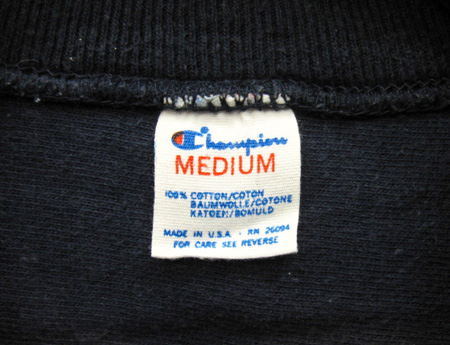 Champion
MEDIUM
100% COTTON/COTON
BAUMWOLLE/COTONE
KATOEN/BOMULD
MADE IN U.S.A. · RN 26094
FOR CARE SEE REVERSE